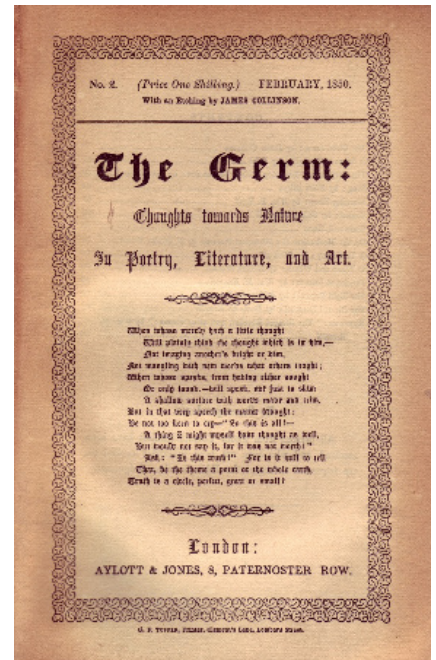 No. 2. (Price One Shilling.) FEBRUARY, 1850.
With an Etching by JAMES COLLINSON.
The Germ:
Thoughts towards Nature
In Poetry, Literature, and Art.
When whoso merely hath a little thought
Will plainly think the thought which is in him,—
Not imaging another's bright or dim,
Not mangling with new words what others taught;
When whoso speaks, from having either sought
Or only found,—will speak, not just to skim
A shallow surface with words made and trim,
But in that very speech the matter brought:
Be not too keen to cry—"So this is all!—
A thing I might myself have thought as well,
But would not say it, for it was not worth!"
Ask: "Is this truth?" For is it still to tell
That, be the theme a point or the whole earth,
Truth is a circle, perfect, great or small?
London:
AYLOTT & JONES, 8, PATERNOSTER ROW.
G. F. TUPPER, Printer, Clement's Lane, Lombard Street.